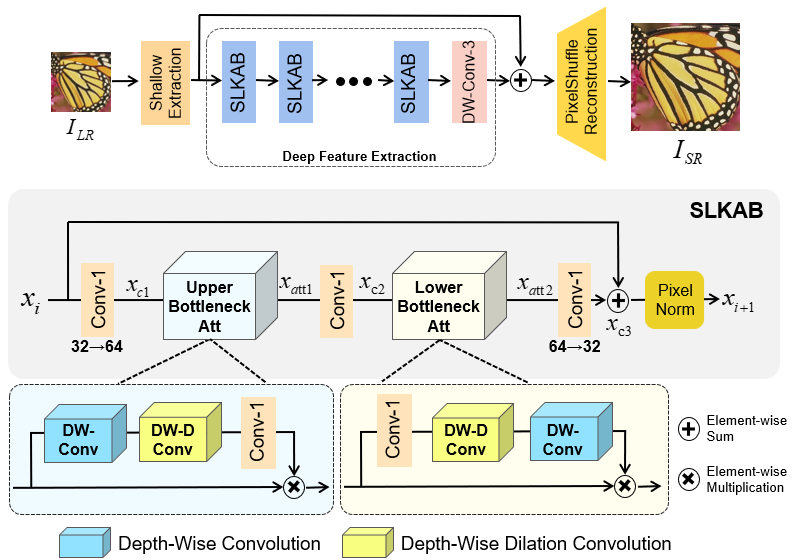 Shallow
Extraction
SLKAB
SLKAB
SLKAB
DW-Conv-3
PixelShuffle
Reconstruction
I_{LR}
Deep Feature Extraction
I_{SR}
SLKAB
x_i
Conv-1
32→64
x_{c1}
Upper
Bottleneck
Att
x_{att1}
Conv-1
x_{c2}
Lower
Bottleneck
Att
x_{att2}
Conv-1
64→32
x_{c3}
Pixel
Norm
x_{i+1}
DW-
Conv
DW-D
Conv
Conv-1
Conv-1
DW-D
Conv
DW-
Conv
Element-wise
Sum
Element-wise
Multiplication
Depth-Wise Convolution
Depth-Wise Dilation Convolution